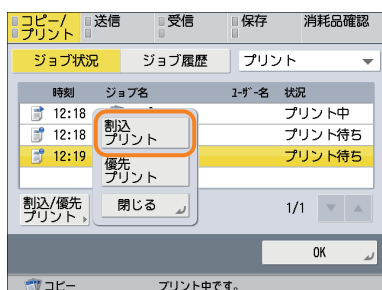 コピー/ 送信 受信 保存 消耗品確認
プリント
ジョブ状況 ジョブ履歴 プリント
時刻 ジョブ名 ユーザー名 状況
12:18 プリント中
12:18 プリント待ち
12:19 プリント待ち
割込
プリント
優先
プリント
閉じる
割込/優先
プリント
1/1
OK
コピー プリント中です。